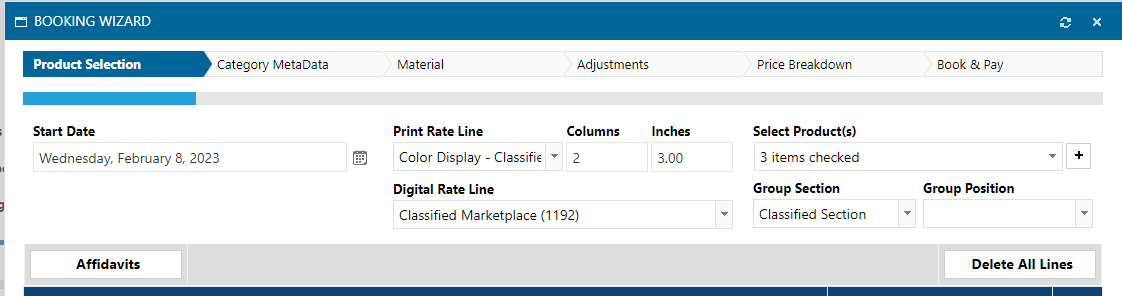 BOOKING WIZARD
Product Selection Category MetaData Material Adjustments Price Breakdown Book & Pay
Start Date Print Rate Line Columns Inches Select Product(s)
Wednesday, February 8, 2023 Color Display - Classifie 2 3.00 3 items checked +
Digital Rate Line Group Section Group Position
Classified Marketplace (1192) Classified Section
Affidavits Delete All Lines